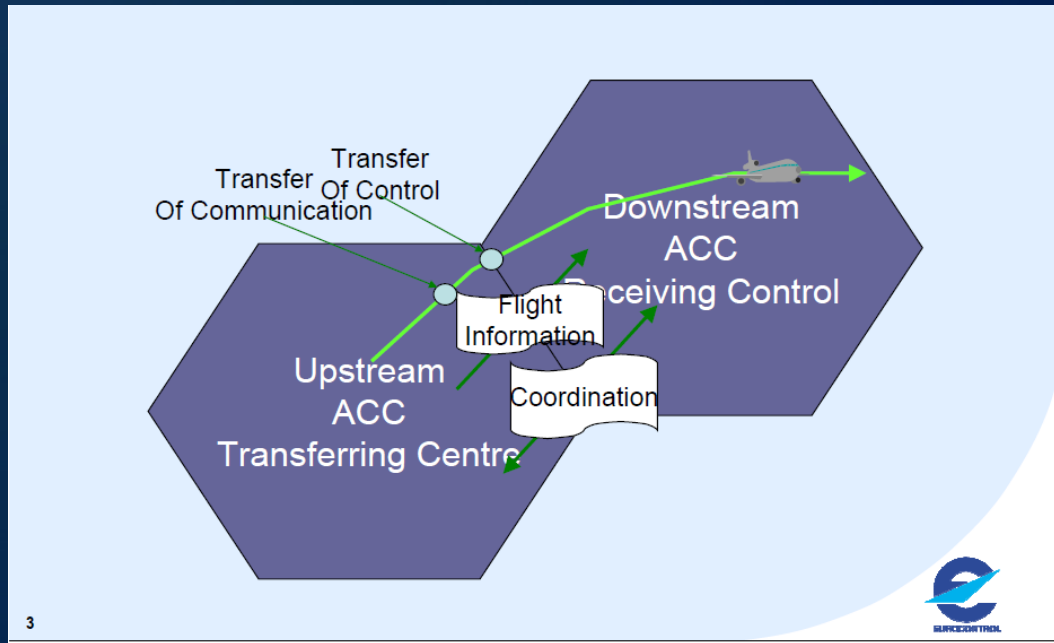 Transfer
Of Control
Transfer
Of Communication
Downstream
ACC
Receiving Control
Flight
Information
Coordination
Upstream
ACC
Transferring Centre
3
EUROCONTROL